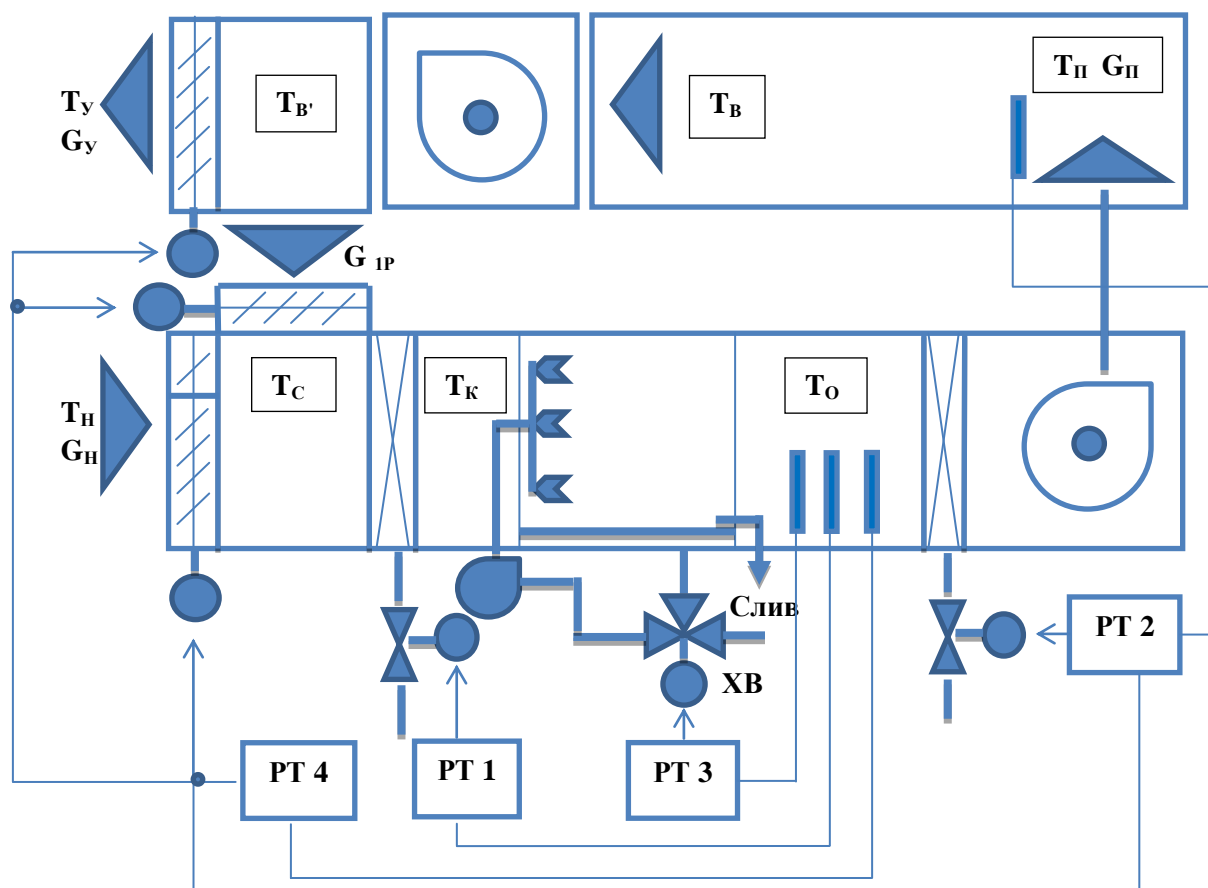 Tу
Gу
Tв'
Tв
Tп Gп
G 1Р
Tн
Gн
Tс
Tк
Tо
Слив
ХВ
РТ 2
РТ 4
РТ 1
РТ 3